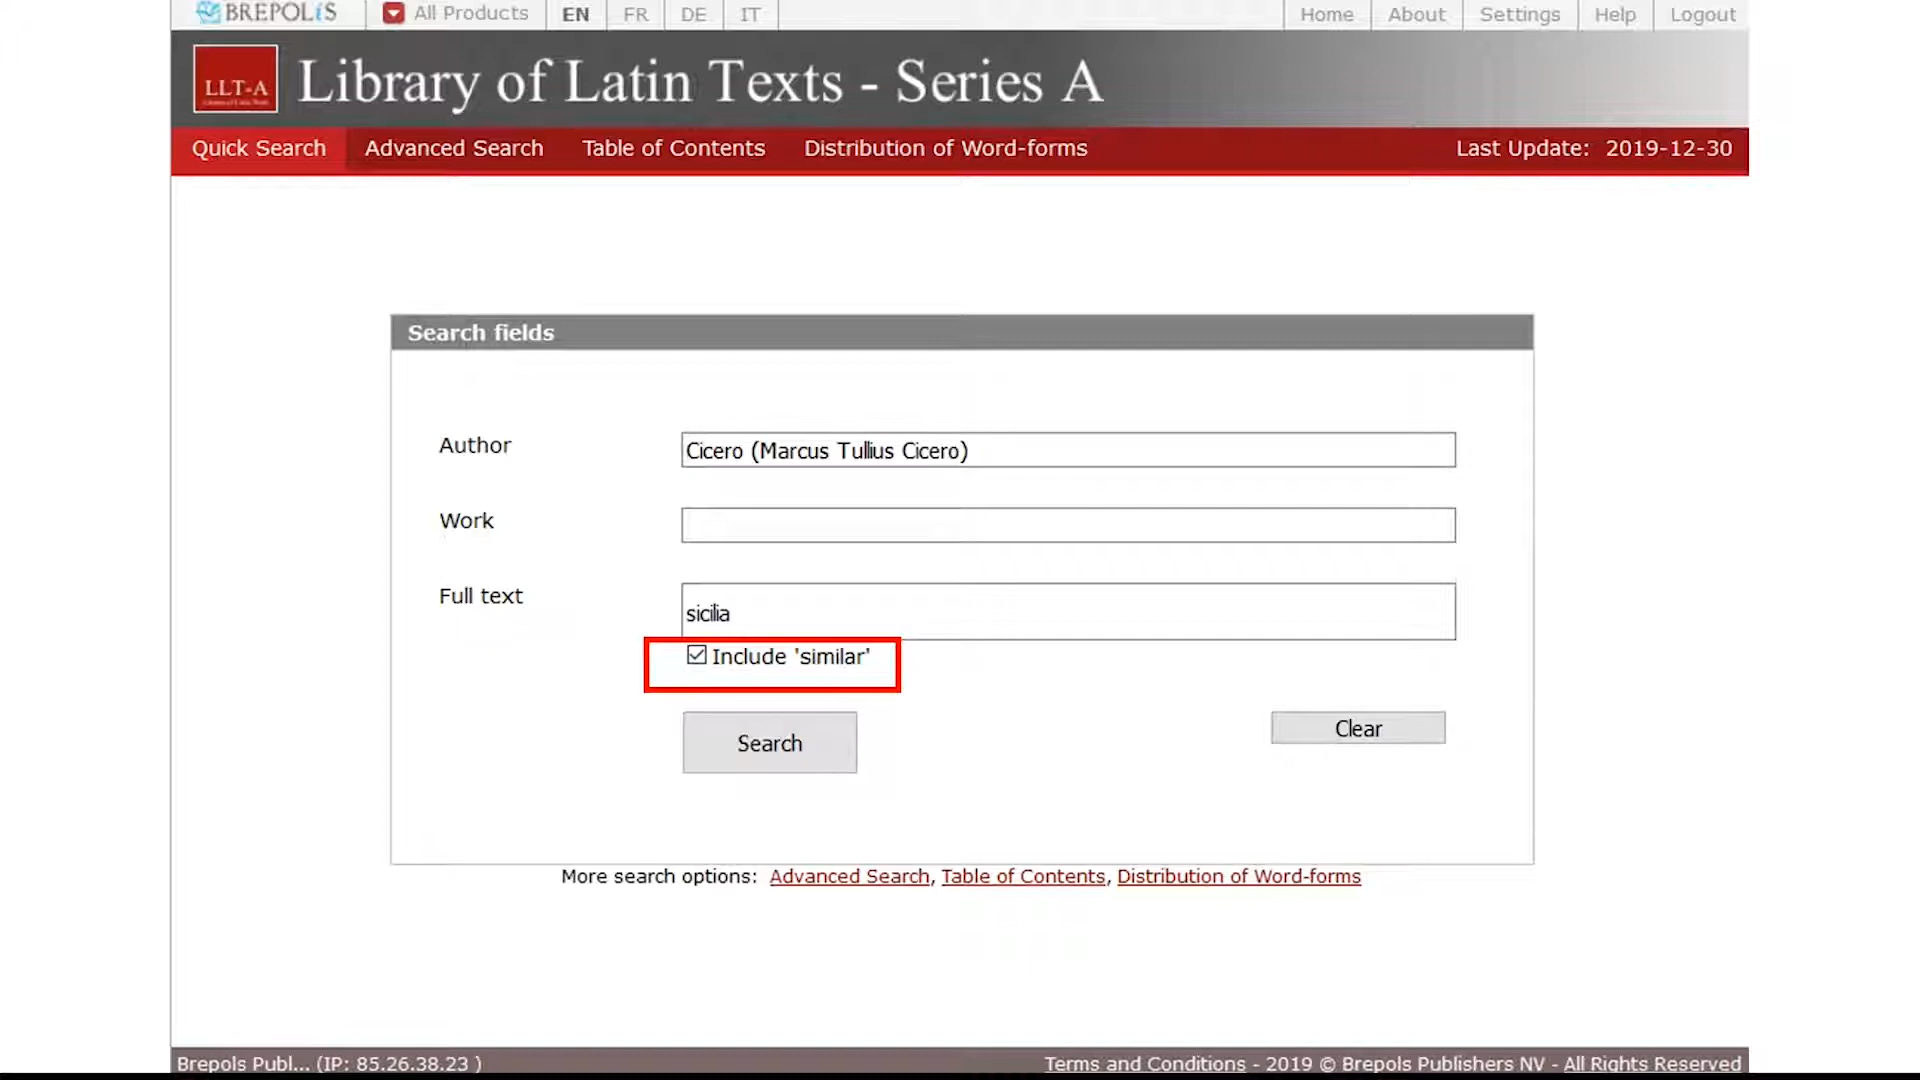 BREPOLiS All Products EN FR DE IT Home About Settings Help Logout
LLT-A Library of Latin Texts - Series A
Quick Search Advanced Search Table of Contents Distribution of Word-forms Last Update: 2019-12-30
Search fields
Author Cicero (Marcus Tullius Cicero)
Work
Full text sicilia
Include 'similar'
Search Clear
More search options: Advanced Search, Table of Contents, Distribution of Word-forms
Brepols Publ... (IP: 85.26.38.23 ) Terms and Conditions - 2019 © Brepols Publishers NV - All Rights Reserved